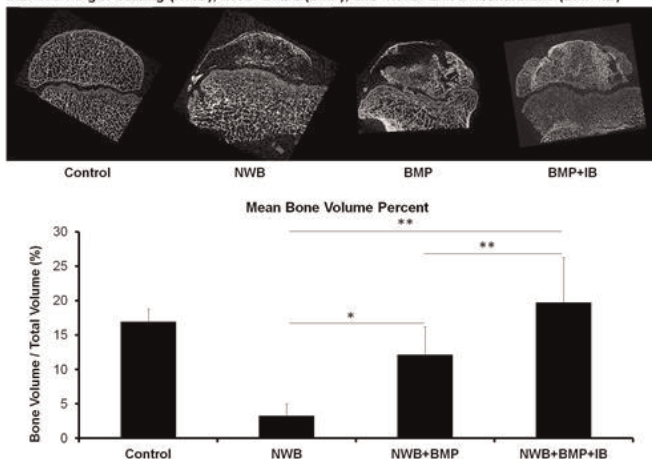 Control NWB BMP BMP+IB
Mean Bone Volume Percent
Bone Volume / Total Volume (%)
30
25
20
15
10
5
0
**
**
*
Control NWB NWB+BMP NWB+BMP+IB